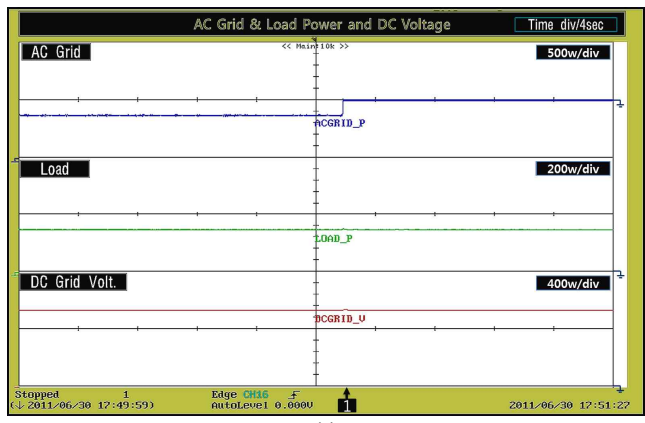 AC Grid & Load Power and DC Voltage
Time div/4sec
AC Grid
<< Main:10k >>
500w/div
ACGRID_P
Load
200w/div
LOAD_P
DC Grid Volt.
400w/div
DCGRID_V
Stopped 1
Edge CH16
2011/06/30 17:49:59)
AutoLevel 0.000V
1
2011/06/30 17:51:27